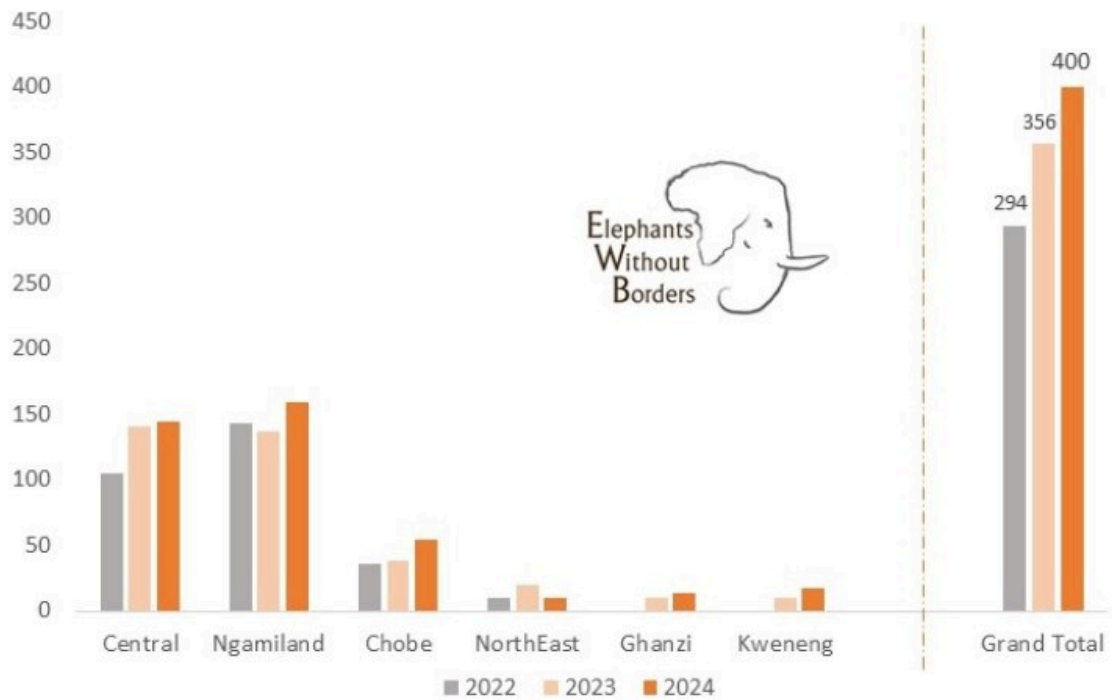 450
400
350
300
250
200
150
100
50
0
400
356
294
Elephants
Without
Borders
Central Ngamiland Chobe NorthEast Ghanzi Kweneng Grand Total
2022 2023 2024